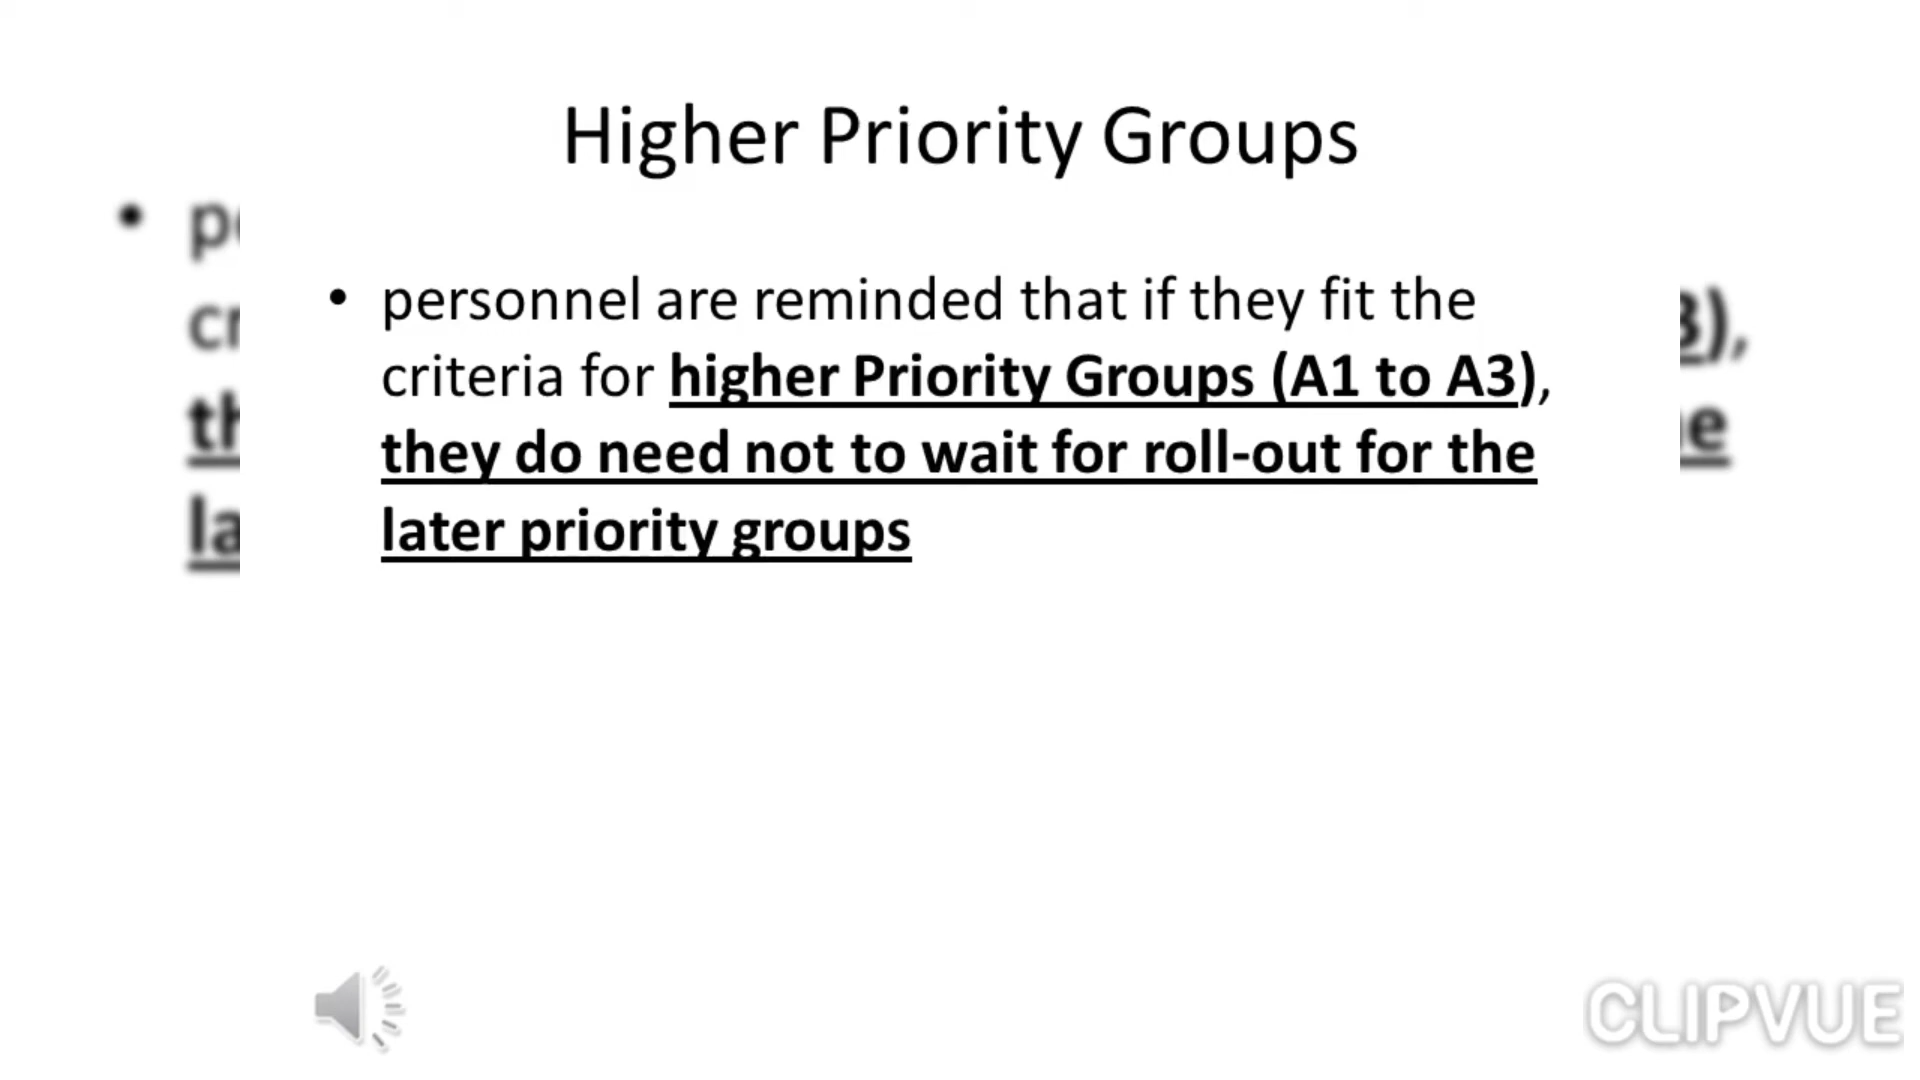 Higher Priority Groups
• personnel are reminded that if they fit the
criteria for higher Priority Groups (A1 to A3),
they do need not to wait for roll-out for the
later priority groups
CLIPVUE